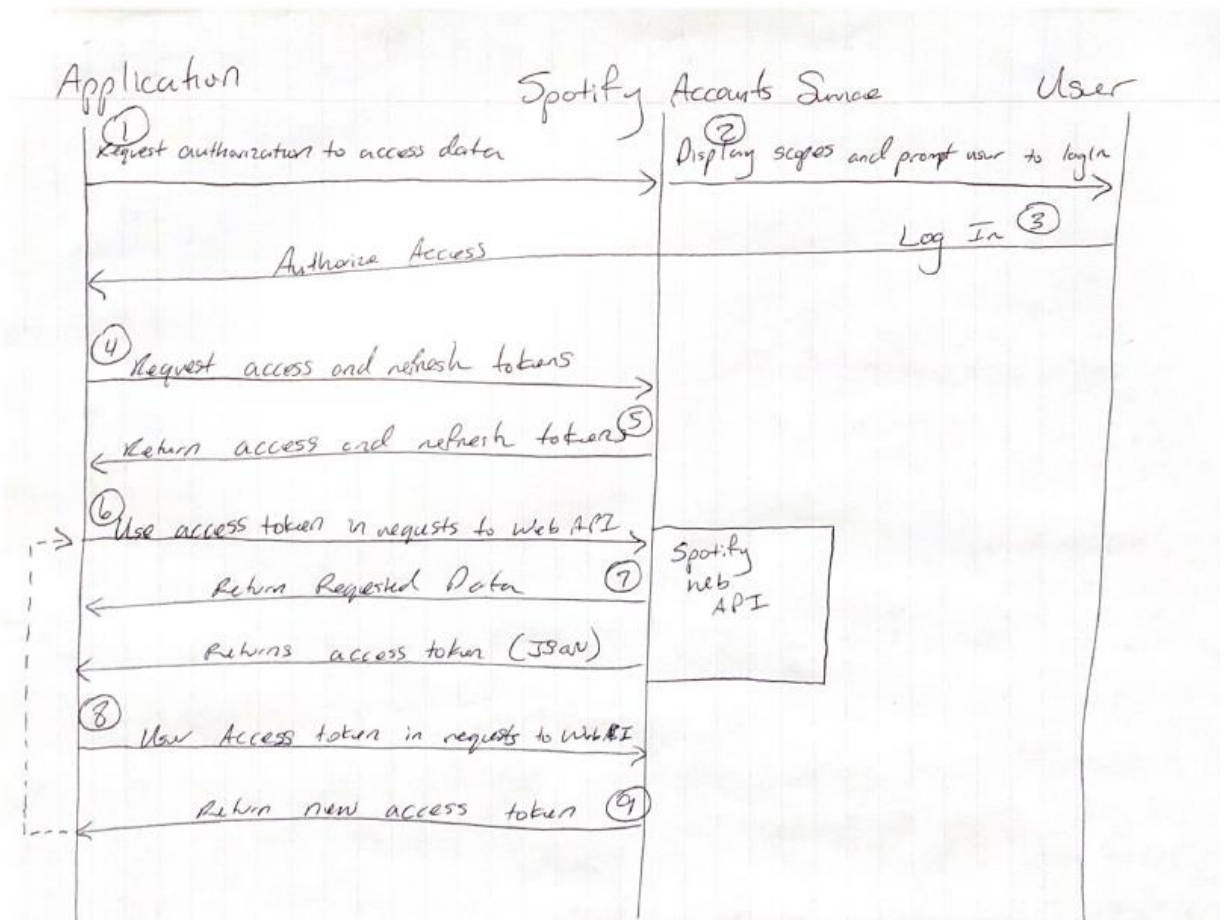 Application
Spotify Accounts Service
User
1
Request authorization to access data
2
Display scopes and prompt user to login
Log In 3
Authorize Access
4
Request access and refresh tokens
Return access and refresh tokens 5
6
Use access token in requests to Web API
Spotify
web
API
Return Requested Data 7
Returns access token (JSON)
8
User Access token in requests to Web API
Return new access token 9